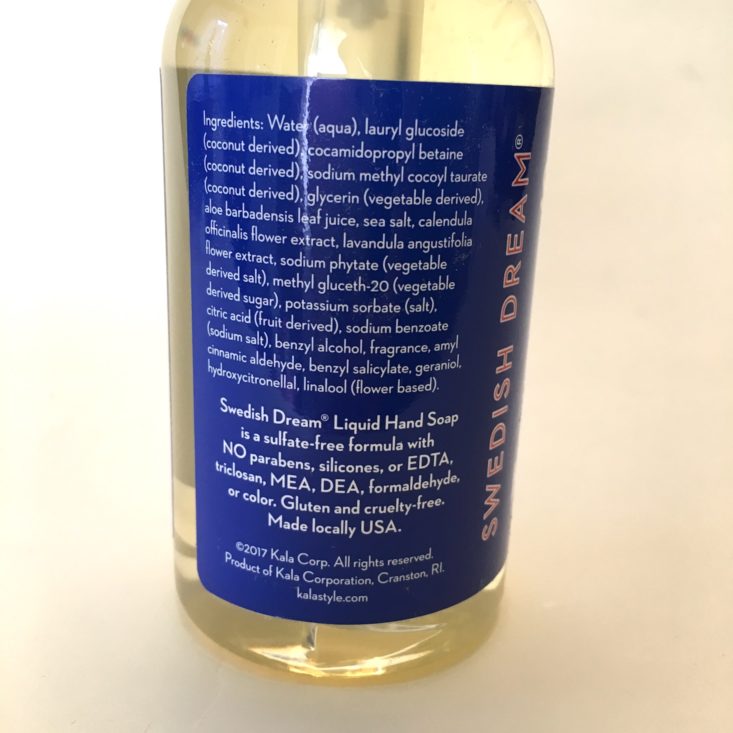 Ingredients: Water (aqua), lauryl glucoside
(coconut derived), cocamidopropyl betaine
(coconut derived), sodium methyl cocoyl taurate
(coconut derived), glycerin (vegetable derived),
aloe barbadensis leaf juice, sea salt, calendula
officinalis flower extract, lavandula angustifolia
flower extract, sodium phytate (vegetable
derived salt), methyl gluceth-20 (vegetable
derived sugar), potassium sorbate (salt),
citric acid (fruit derived), sodium benzoate
(sodium salt), benzyl alcohol, fragrance, amyl
cinnamic aldehyde, benzyl salicylate, geraniol,
hydroxycitronellal, linalool (flower based).
Swedish Dream® Liquid Hand Soap
is a sulfate-free formula with
NO parabens, silicones, or EDTA,
triclosan, MEA, DEA, formaldehyde,
or color. Gluten and cruelty-free.
Made locally USA.
©2017 Kala Corp. All rights reserved.
Product of Kala Corporation, Cranston, RI.
kalastyle.com
SWEDISH DREAM®